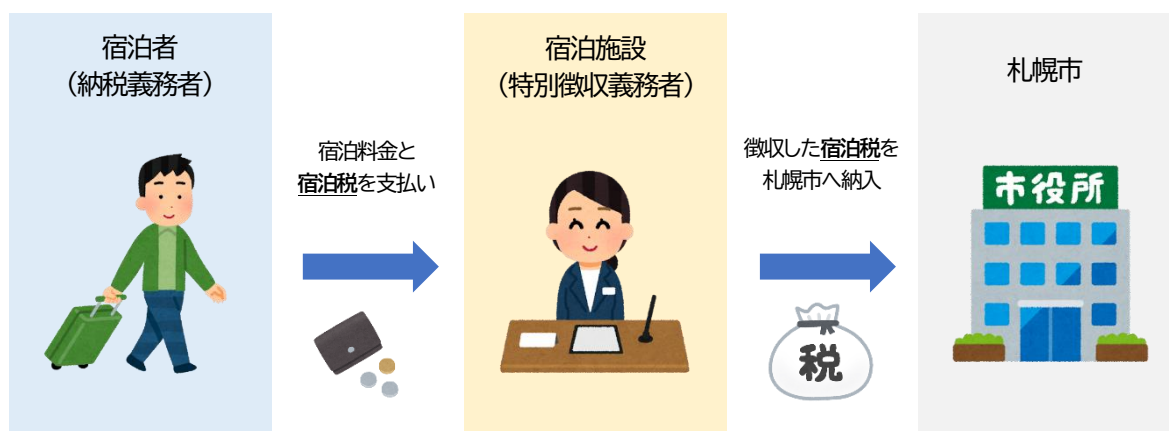 宿泊者
（納税義務者）
宿泊料金と
宿泊税を支払い
宿泊施設
（特別徴収義務者）
徴収した宿泊税を
札幌市へ納入
税
札幌市
市役所